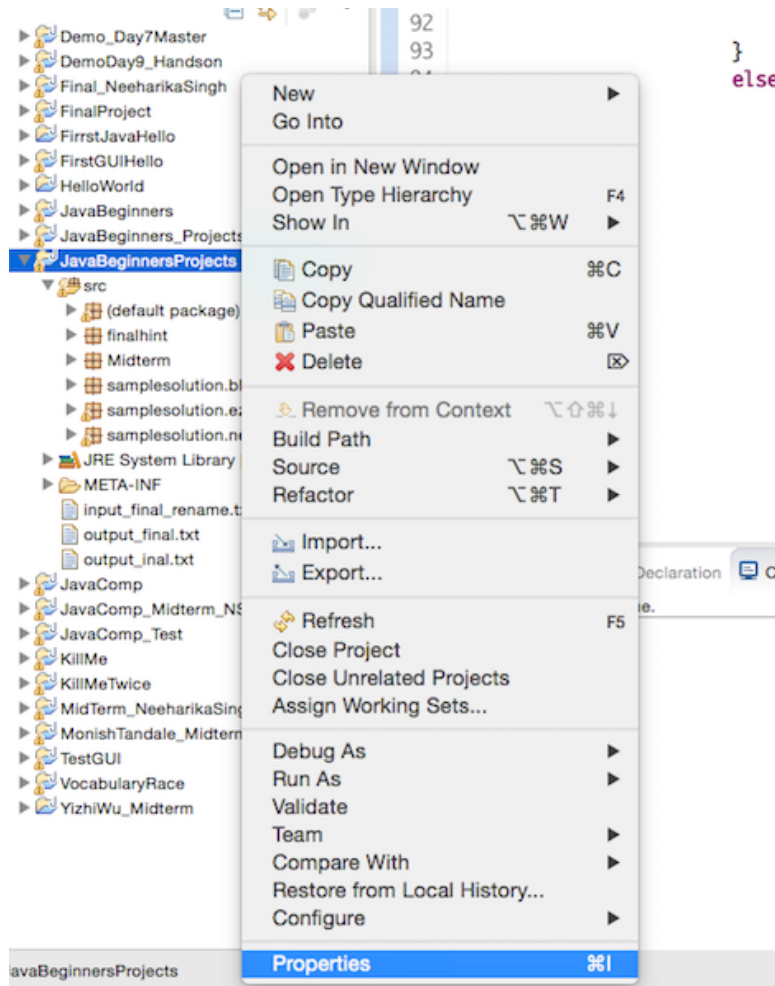 92
93
}
else
Demo_Day7Master
DemoDay9_Handson
Final_NeeharikaSingh
FinalProject
FirrstJavaHello
FirstGUIHello
HelloWorld
JavaBeginners
JavaBeginners_Projects
JavaBeginnersProjects
src
(default package)
finalhint
Midterm
samplesolution.bl
samplesolution.ez
samplesolution.ne
JRE System Library
META-INF
input_final_rename.t
output_final.txt
output_inal.txt
JavaComp
JavaComp_Midterm_NS
JavaComp_Test
KillMe
KillMeTwice
MidTerm_NeeharikaSing
MonishTandale_Midterm
TestGUI
VocabularyRace
YizhiWu_Midterm
New
Go Into
Open in New Window
Open Type Hierarchy F4
Show In ⌥⌘W
Copy ⌘C
Copy Qualified Name
Paste ⌘V
Delete ⌦
Remove from Context ⌥⇧⌘↓
Build Path
Source ⌥⌘S
Refactor ⌥⌘T
Import...
Export...
Refresh F5
Close Project
Close Unrelated Projects
Assign Working Sets...
Debug As
Run As
Validate
Team
Compare With
Restore from Local History...
Configure
Properties ⌘I
Declaration C
e.
avaBeginnersProjects